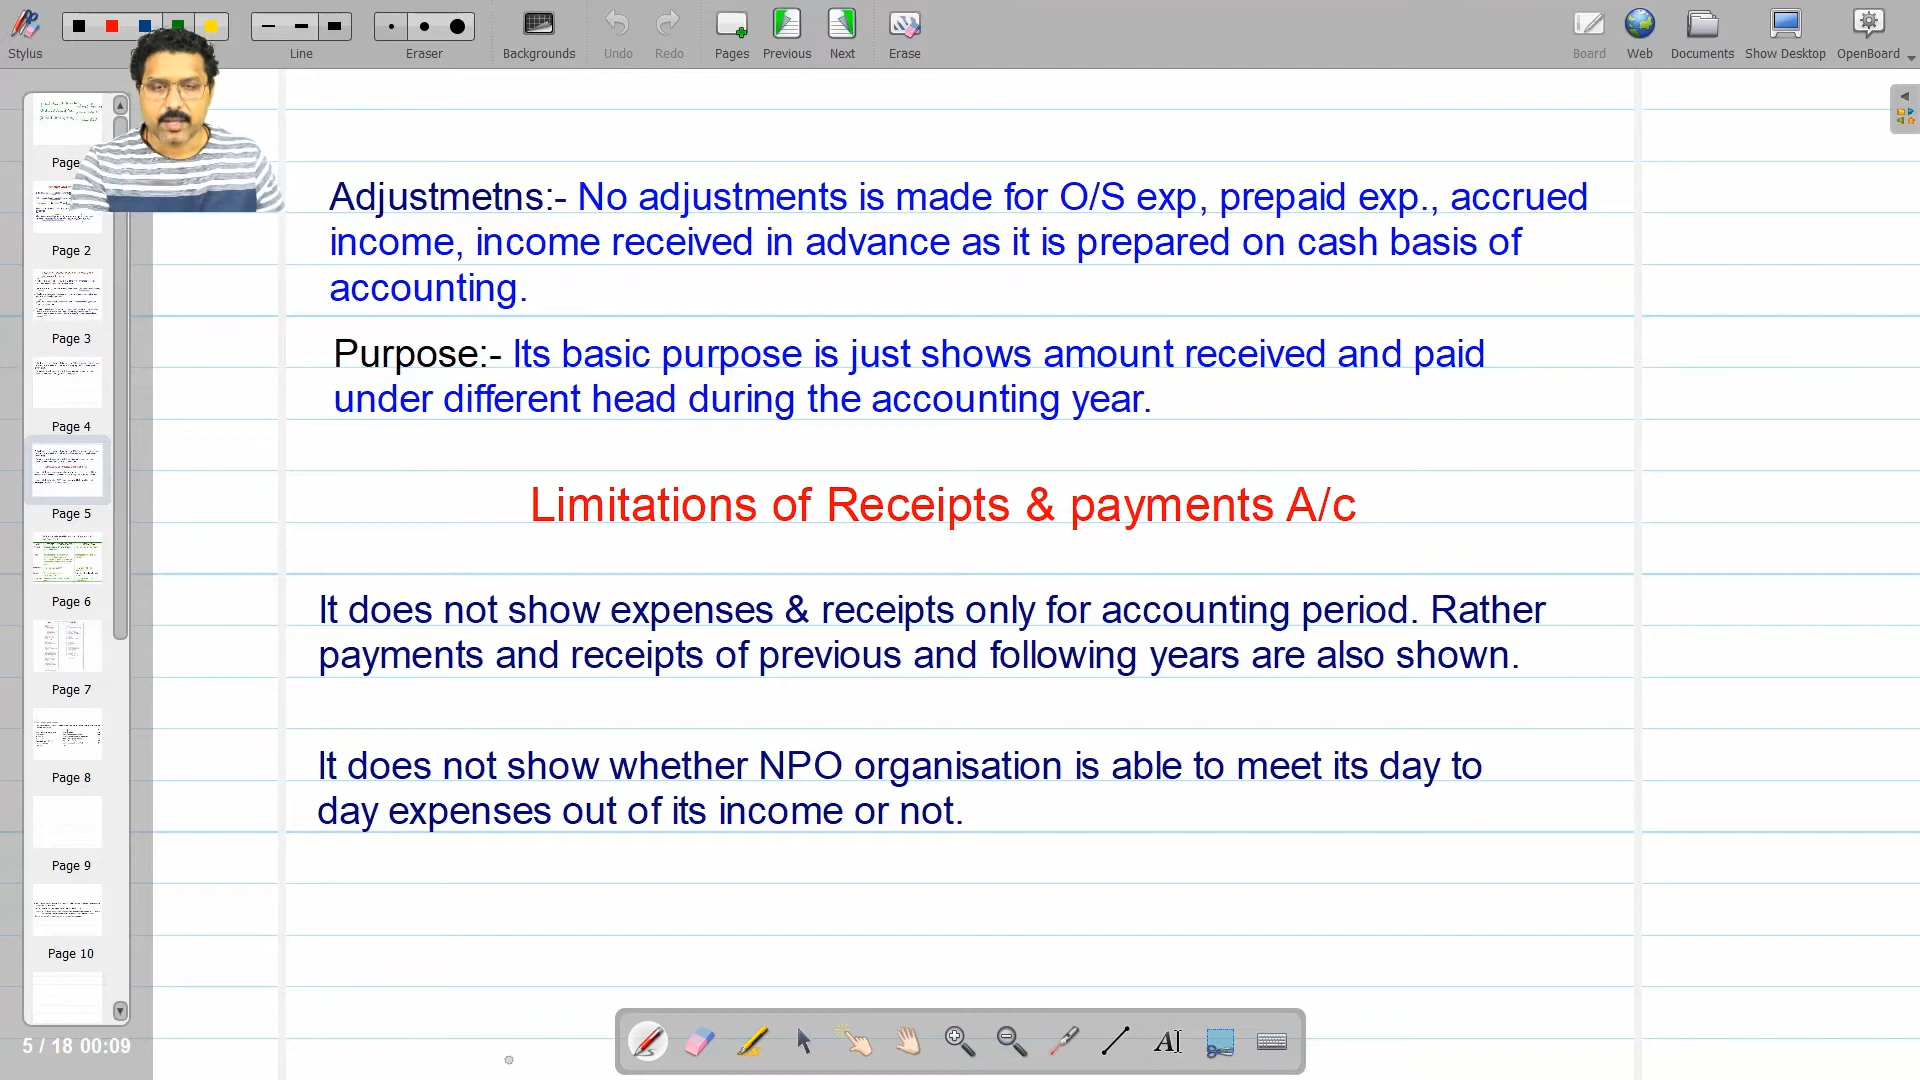 Stylus
Line
Eraser
Backgrounds
Undo
Redo
Pages
Previous
Next
Erase
Board
Web
Documents
Show Desktop
OpenBoard
Page
Page 2
Page 3
Page 4
Page 5
Page 6
Page 7
Page 8
Page 9
Page 10
5 / 18 00:09
Adjustmetns:- No adjustments is made for O/S exp, prepaid exp., accrued
income, income received in advance as it is prepared on cash basis of
accounting.
Purpose:- Its basic purpose is just shows amount received and paid
under different head during the accounting year.
Limitations of Receipts & payments A/c
It does not show expenses & receipts only for accounting period. Rather
payments and receipts of previous and following years are also shown.
It does not show whether NPO organisation is able to meet its day to
day expenses out of its income or not.